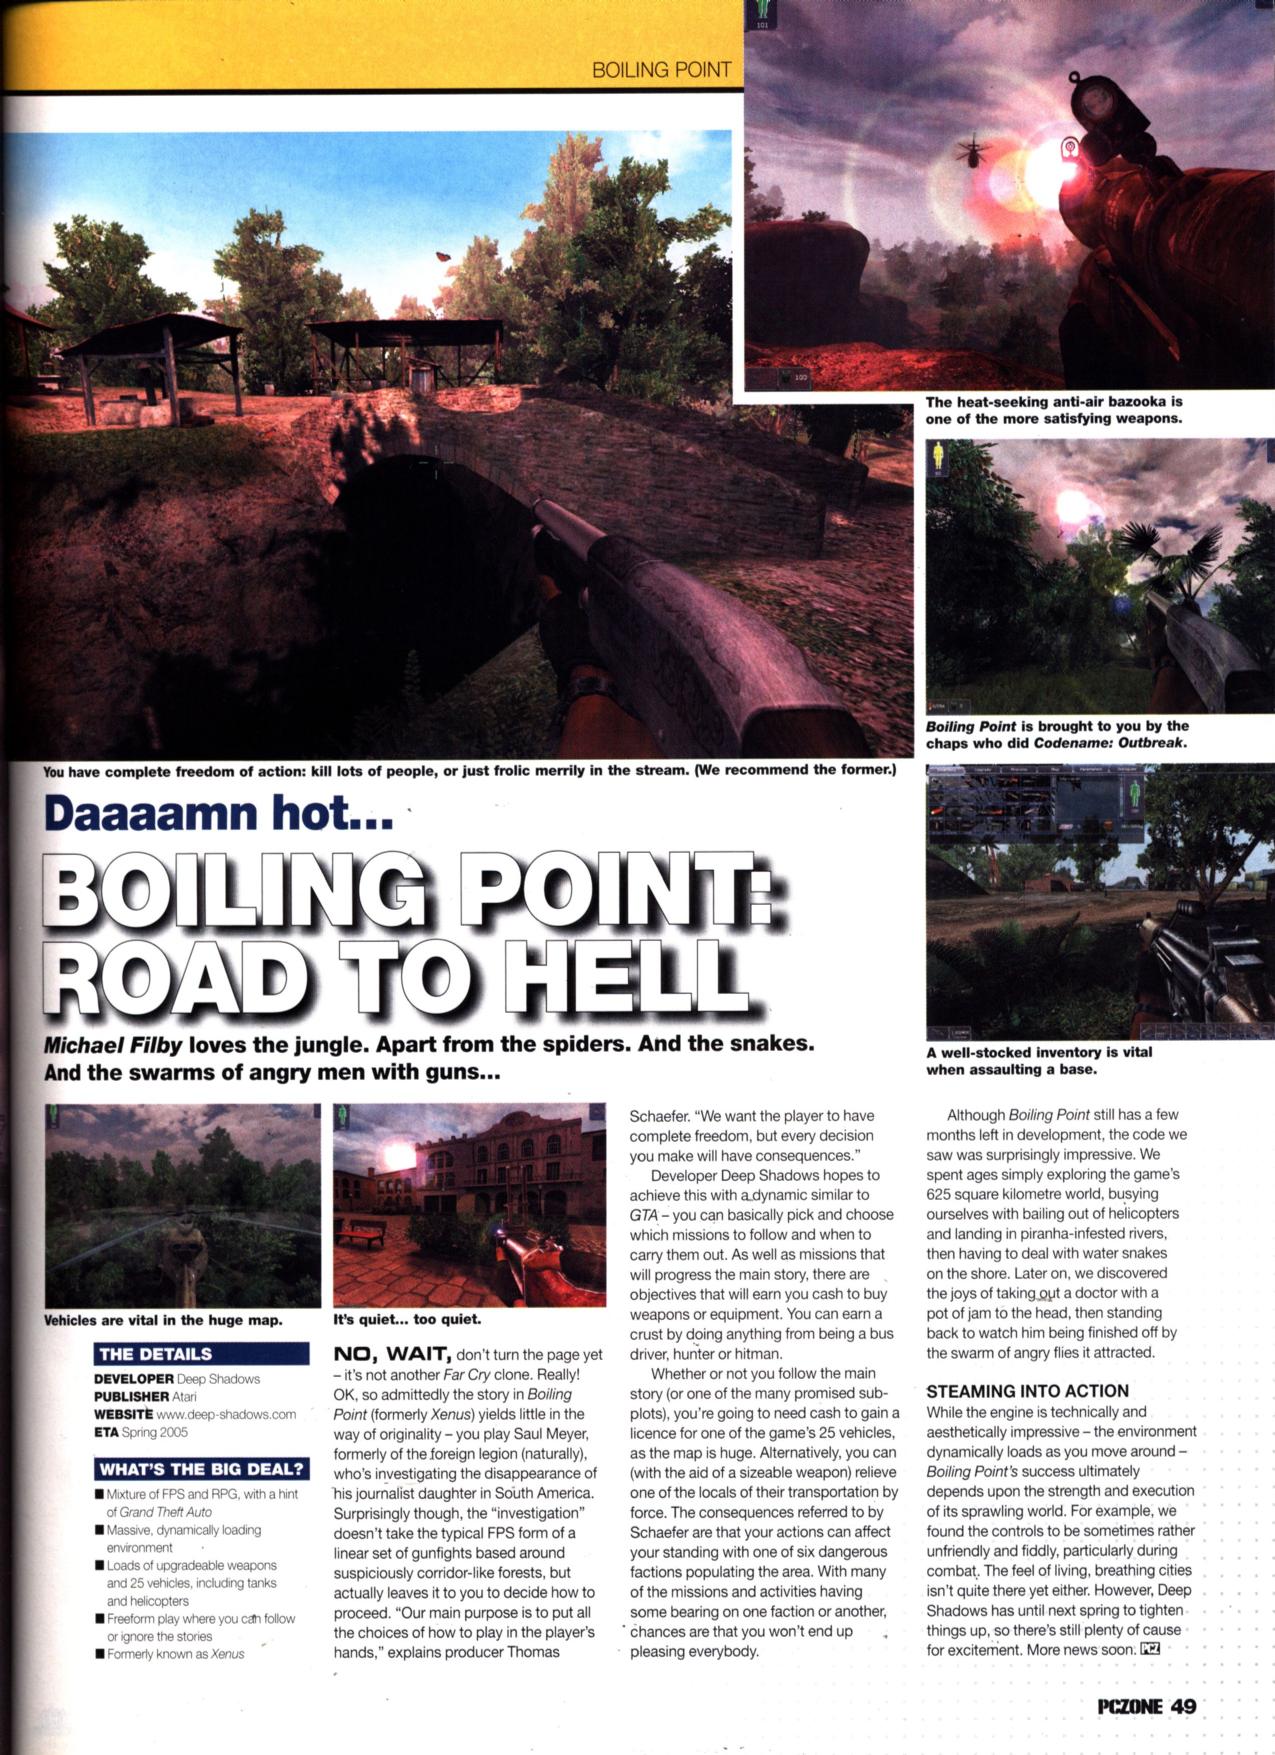 BOILING POINT
101
100
The heat-seeking anti-air bazooka is
one of the more satisfying weapons.
Boiling Point is brought to you by the
chaps who did Codename: Outbreak.
A well-stocked inventory is vital
when assaulting a base.
You have complete freedom of action: kill lots of people, or just frolic merrily in the stream. (We recommend the former.)
Daaaamn hot...
BOILING POINT:
ROAD TO HELL
Michael Filby loves the jungle. Apart from the spiders. And the snakes.
And the swarms of angry men with guns...
Vehicles are vital in the huge map.
It's quiet... too quiet.
THE DETAILS
DEVELOPER Deep Shadows
PUBLISHER Atari
WEBSITE www.deep-shadows.com
ETA Spring 2005
WHAT'S THE BIG DEAL?
■ Mixture of FPS and RPG, with a hint
of Grand Theft Auto
■ Massive, dynamically loading
environment
■ Loads of upgradeable weapons
and 25 vehicles, including tanks
and helicopters
■ Freeform play where you can follow
or ignore the stories
■ Formerly known as Xenus
NO, WAIT, don't turn the page yet
– it's not another Far Cry clone. Really!
OK, so admittedly the story in Boiling
Point (formerly Xenus) yields little in the
way of originality – you play Saul Meyer,
formerly of the foreign legion (naturally),
who's investigating the disappearance of
his journalist daughter in South America.
Surprisingly though, the “investigation”
doesn't take the typical FPS form of a
linear set of gunfights based around
suspiciously corridor-like forests, but
actually leaves it to you to decide how to
proceed. “Our main purpose is to put all
the choices of how to play in the player's
hands,” explains producer Thomas
Schaefer. “We want the player to have
complete freedom, but every decision
you make will have consequences.”
Developer Deep Shadows hopes to
achieve this with a dynamic similar to
GTA – you can basically pick and choose
which missions to follow and when to
carry them out. As well as missions that
will progress the main story, there are
objectives that will earn you cash to buy
weapons or equipment. You can earn a
crust by doing anything from being a bus
driver, hunter or hitman.
Whether or not you follow the main
story (or one of the many promised sub-
plots), you're going to need cash to gain a
licence for one of the game's 25 vehicles,
as the map is huge. Alternatively, you can
(with the aid of a sizeable weapon) relieve
one of the locals of their transportation by
force. The consequences referred to by
Schaefer are that your actions can affect
your standing with one of six dangerous
factions populating the area. With many
of the missions and activities having
some bearing on one faction or another,
chances are that you won't end up
pleasing everybody.
Although Boiling Point still has a few
months left in development, the code we
saw was surprisingly impressive. We
spent ages simply exploring the game's
625 square kilometre world, busying
ourselves with bailing out of helicopters
and landing in piranha-infested rivers,
then having to deal with water snakes
on the shore. Later on, we discovered
the joys of taking out a doctor with a
pot of jam to the head, then standing
back to watch him being finished off by
the swarm of angry flies it attracted.
STEAMING INTO ACTION
While the engine is technically and
aesthetically impressive – the environment
dynamically loads as you move around –
Boiling Point's success ultimately
depends upon the strength and execution
of its sprawling world. For example, we
found the controls to be sometimes rather
unfriendly and fiddly, particularly during
combat. The feel of living, breathing cities
isn't quite there yet either. However, Deep
Shadows has until next spring to tighten
things up, so there's still plenty of cause
for excitement. More news soon. PCZ
PCZONE 49